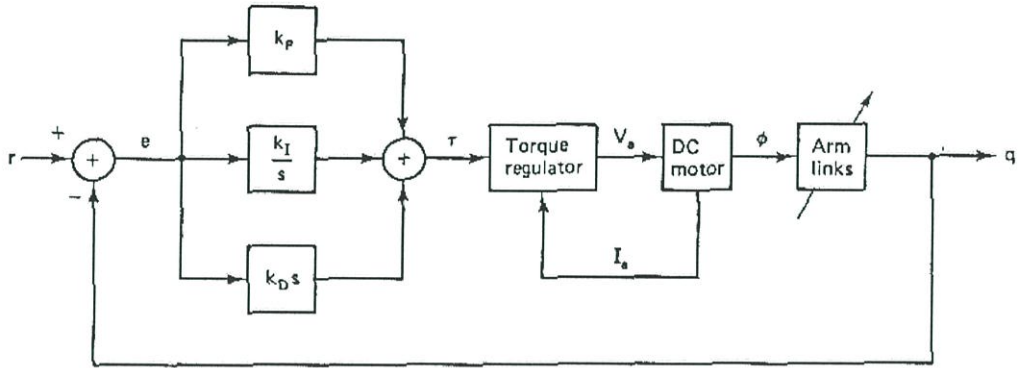 k_P
+
r
+
e
k_I
s
+
τ
Torque
regulator
V_a
DC
motor
ϕ
Arm
links
q
−
k_D s
I_a